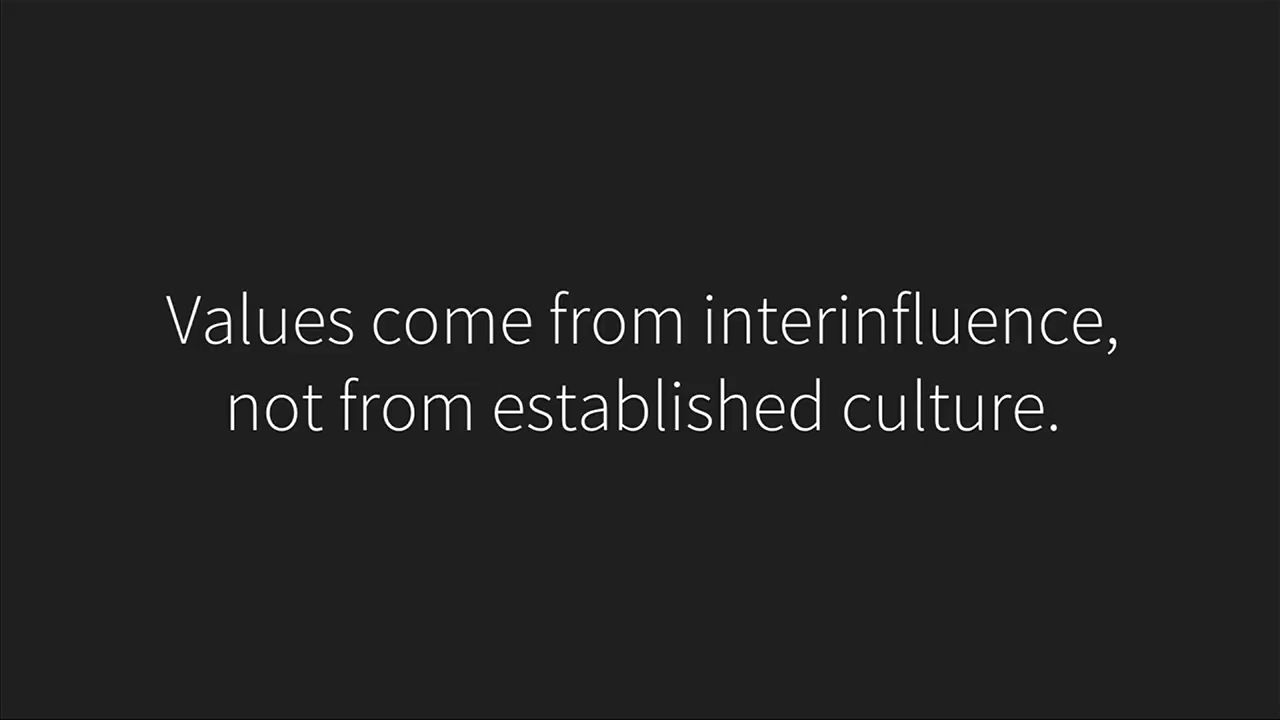 Values come from interinfluence,
not from established culture.